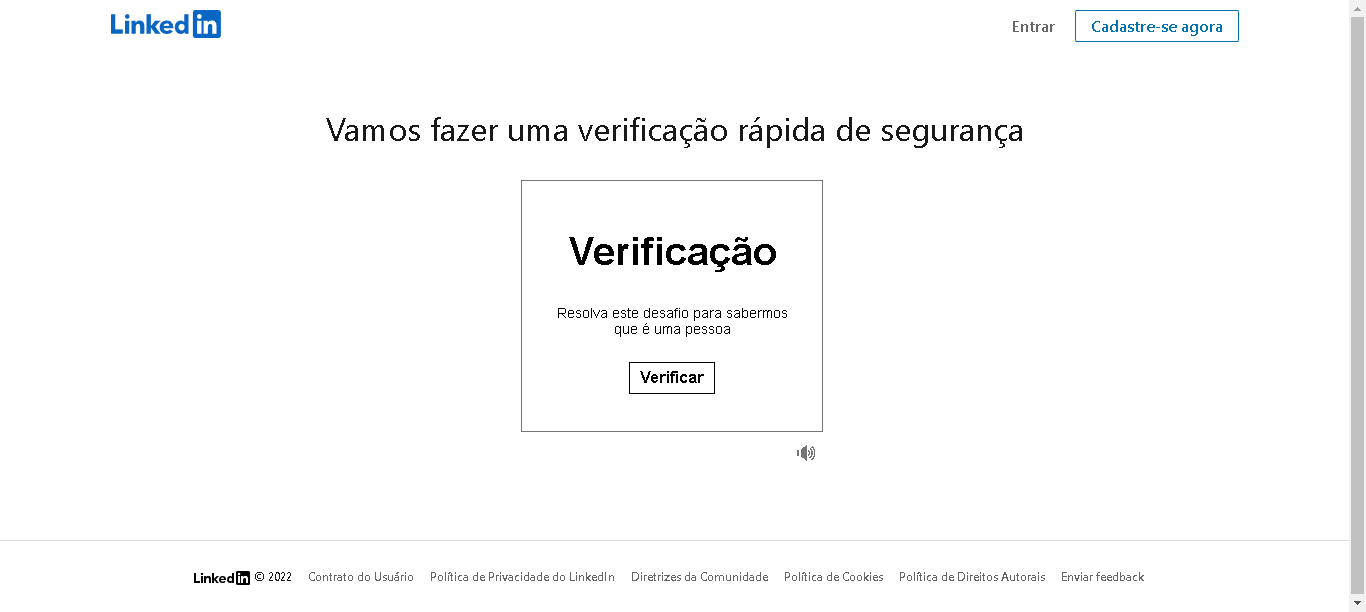 LinkedIn
Entrar
Cadastre-se agora
Vamos fazer uma verificação rápida de segurança
Verificação
Resolva este desafio para sabermos
que é uma pessoa
Verificar
LinkedIn © 2022 Contrato do Usuário Política de Privacidade do LinkedIn Diretrizes da Comunidade Política de Cookies Política de Direitos Autorais Enviar feedback